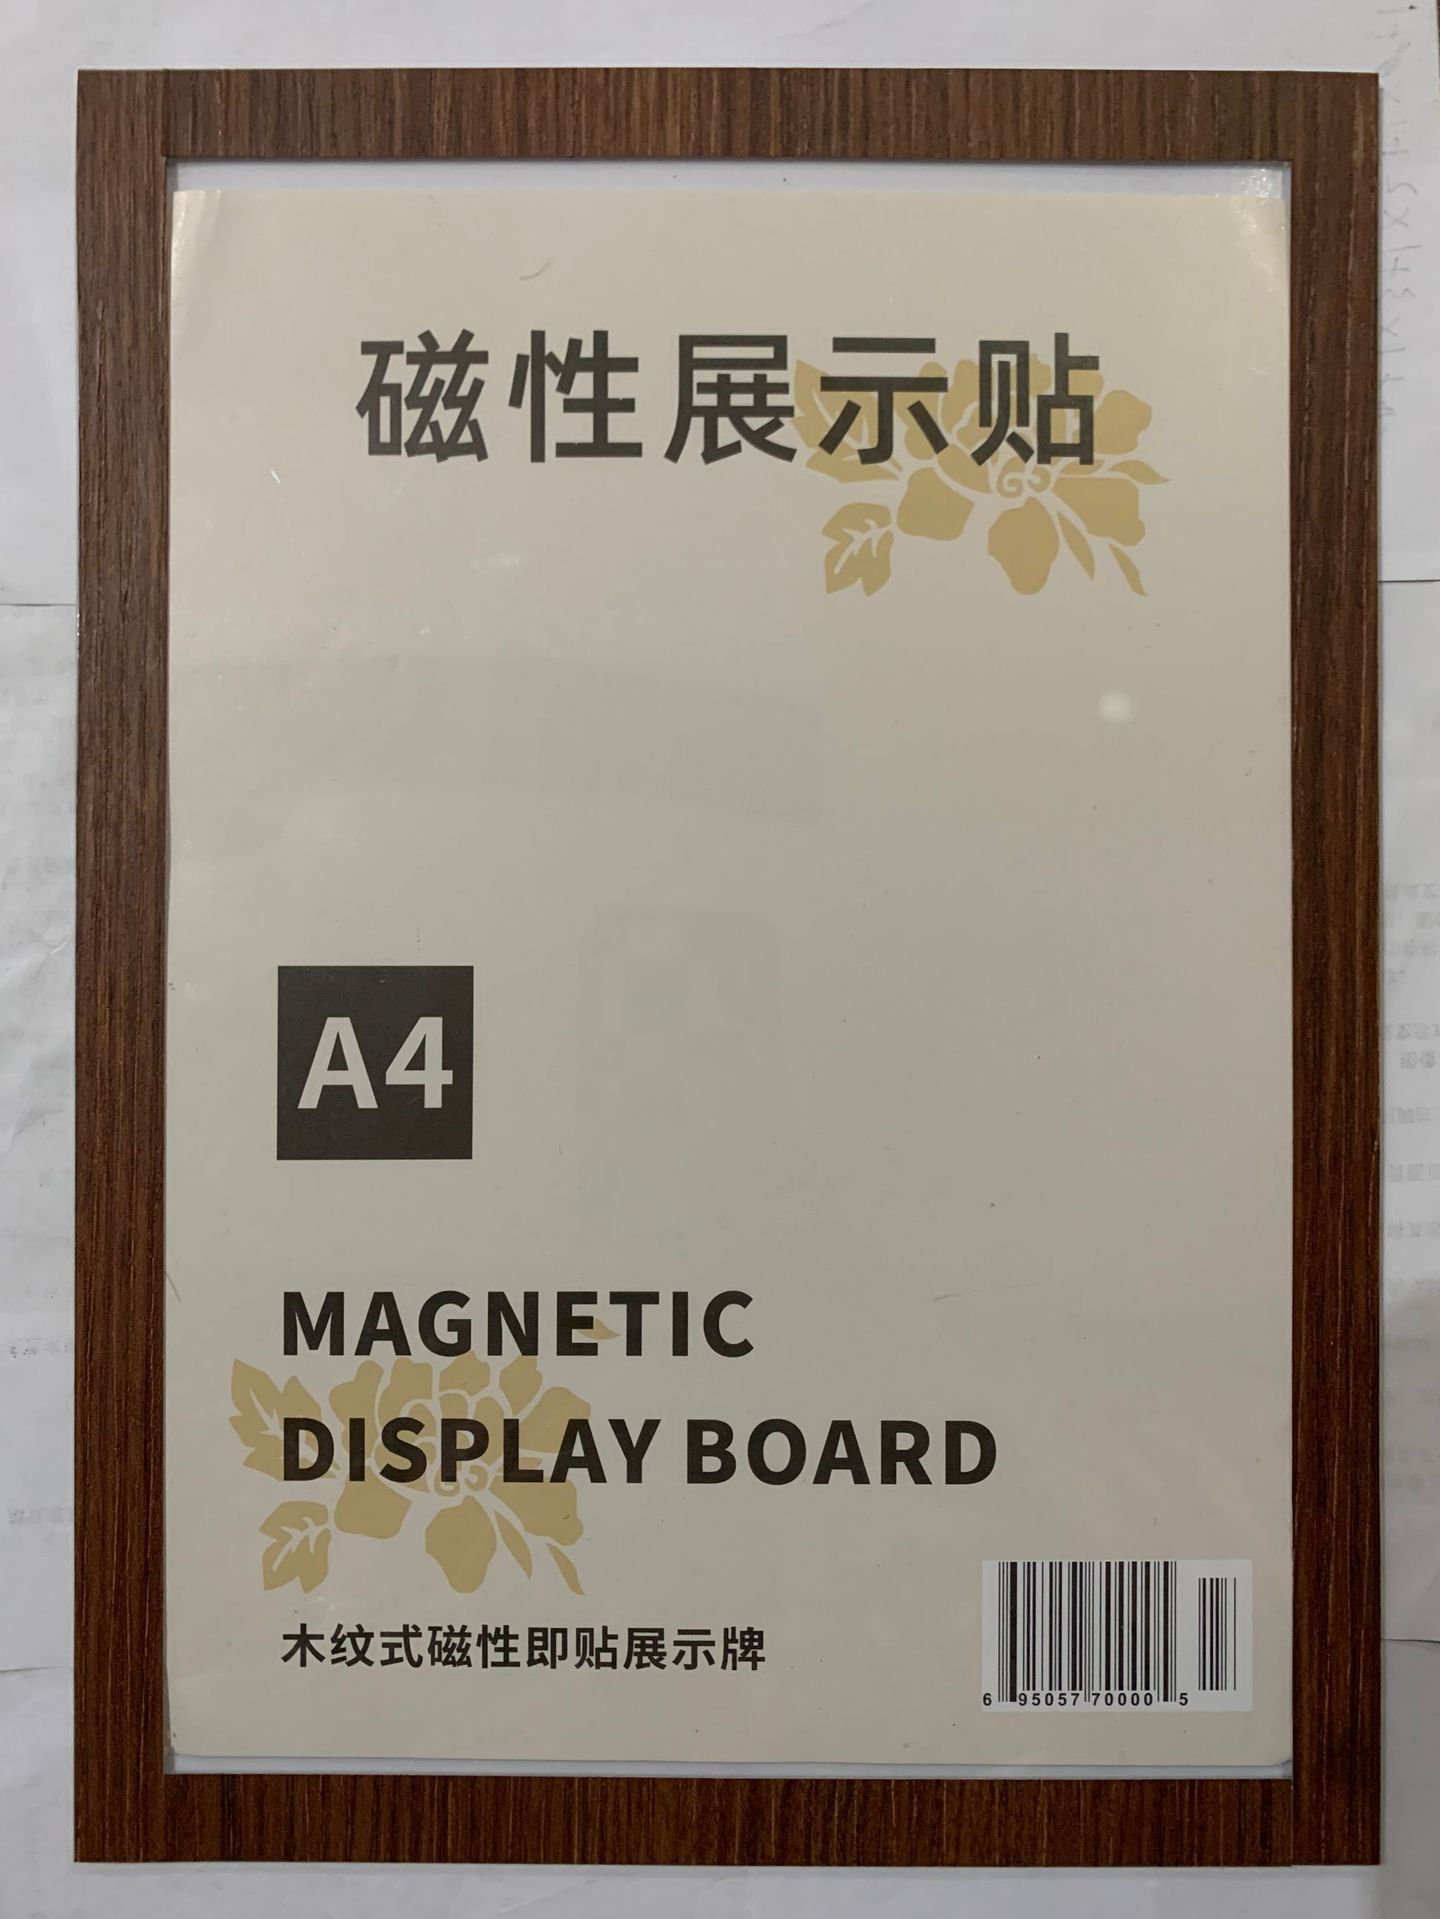 磁性展示贴
A4
MAGNETIC
DISPLAY BOARD
木纹式磁性即贴展示牌
6 95057 70000 5